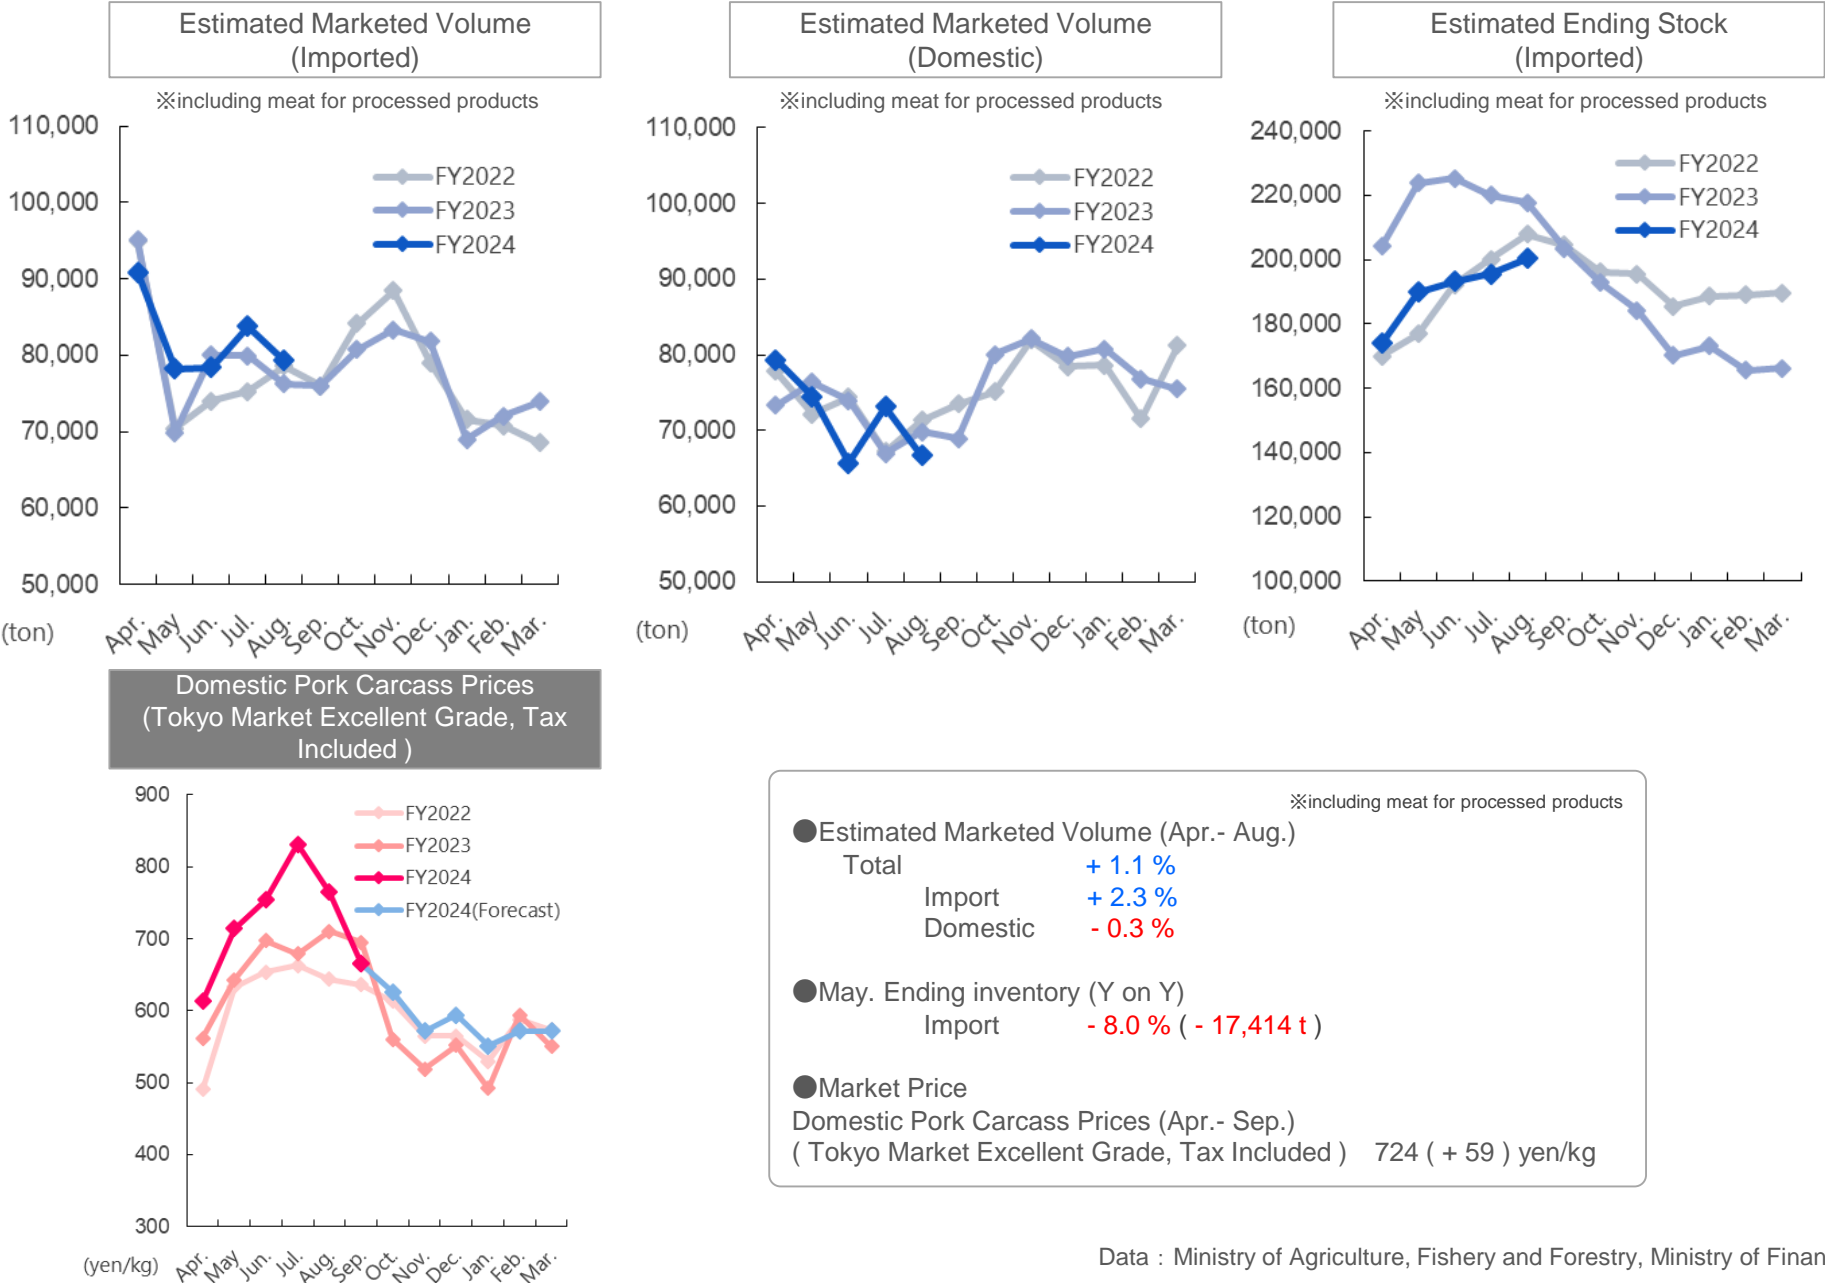 Estimated Marketed Volume
(Imported)
※including meat for processed products
110,000
100,000
90,000
80,000
70,000
60,000
50,000
(ton)
FY2022
FY2023
FY2024
Apr.
May
Jun.
Jul.
Aug.
Sep.
Oct.
Nov.
Dec.
Jan.
Feb.
Mar.
Estimated Marketed Volume
(Domestic)
※including meat for processed products
110,000
100,000
90,000
80,000
70,000
60,000
50,000
(ton)
FY2022
FY2023
FY2024
Apr.
May
Jun.
Jul.
Aug.
Sep.
Oct.
Nov.
Dec.
Jan.
Feb.
Mar.
Estimated Ending Stock
(Imported)
※including meat for processed products
240,000
220,000
200,000
180,000
160,000
140,000
120,000
100,000
(ton)
FY2022
FY2023
FY2024
Apr.
May
Jun.
Jul.
Aug.
Sep.
Oct.
Nov.
Dec.
Jan.
Feb.
Mar.
Domestic Pork Carcass Prices
(Tokyo Market Excellent Grade, Tax
Included )
900
800
700
600
500
400
300
(yen/kg)
FY2022
FY2023
FY2024
FY2024(Forecast)
Apr.
May
Jun.
Jul.
Aug.
Sep.
Oct.
Nov.
Dec.
Jan.
Feb.
Mar.
※including meat for processed products
●Estimated Marketed Volume (Apr.- Aug.)
Total + 1.1 %
Import + 2.3 %
Domestic - 0.3 %
●May. Ending inventory (Y on Y)
Import - 8.0 % ( - 17,414 t )
●Market Price
Domestic Pork Carcass Prices (Apr.- Sep.)
( Tokyo Market Excellent Grade, Tax Included ) 724 ( + 59 ) yen/kg
Data : Ministry of Agriculture, Fishery and Forestry, Ministry of Finan